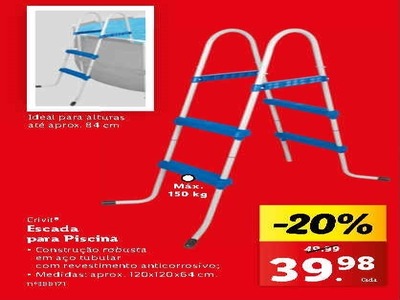 Ideal para alturas
até aprox. 84 cm
Máx.
150 kg
Crivit®
Escada
para Piscina
• Construção robusta
em aço tubular
com revestimento anticorrosivo;
• Medidas: aprox. 120x120x64 cm
-20%
49.99
39.98
Cada